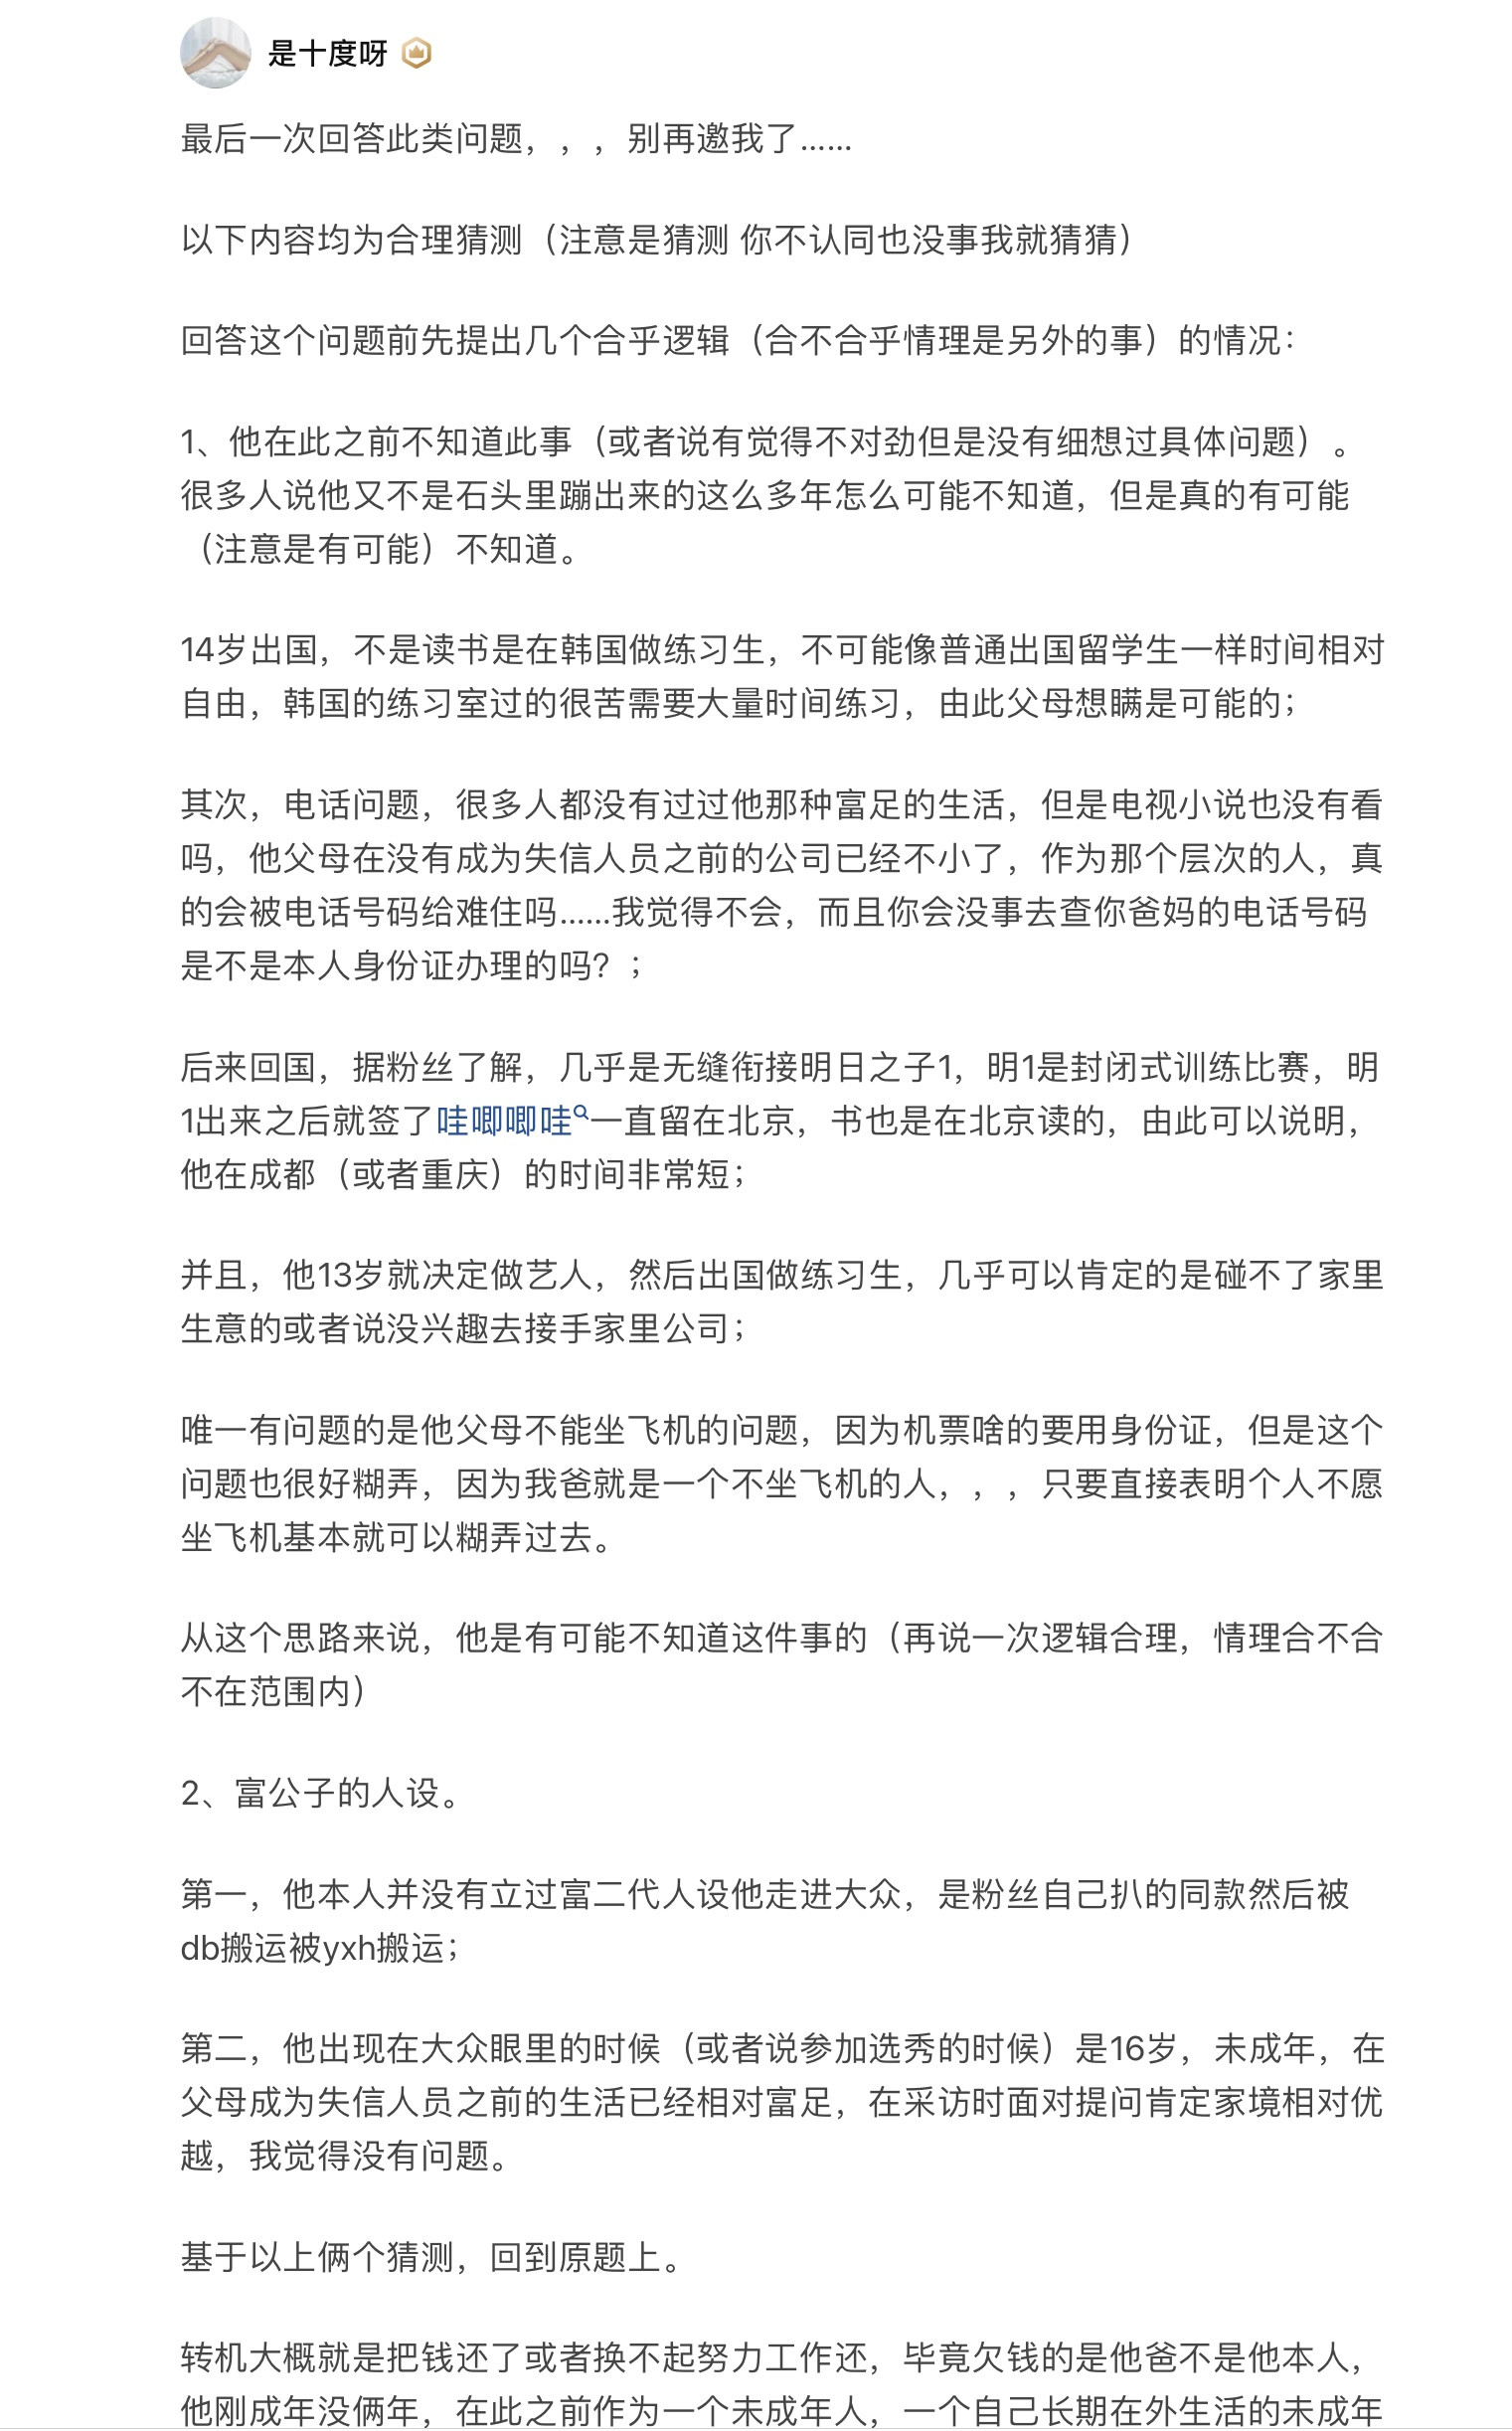 是十度呀
最后一次回答此类问题，，，别再邀我了……
以下内容均为合理猜测（注意是猜测 你不认同也没事我就猜猜）
回答这个问题前先提出几个合乎逻辑（合不合乎情理是另外的事）的情况：
1、他在此之前不知道此事（或者说有觉得不对劲但是没有细想过具体问题）。
很多人说他又不是石头里蹦出来的这么多年怎么可能不知道，但是真的有可能
（注意是有可能）不知道。
14岁出国，不是读书是在韩国做练习生，不可能像普通出国留学生一样时间相对
自由，韩国的练习室过的很苦需要大量时间练习，由此父母想瞒是可能的；
其次，电话问题，很多人都没有过过他那种富足的生活，但是电视小说也没有看
吗，他父母在没有成为失信人员之前的公司已经不小了，作为那个层次的人，真
的会被电话号码给难住吗……我觉得不会，而且你会没事去查你爸妈的电话号码
是不是本人身份证办理的吗？；
后来回国，据粉丝了解，几乎是无缝衔接明日之子1，明1是封闭式训练比赛，明
1出来之后就签了哇唧唧哇一直留在北京，书也是在北京读的，由此可以说明，
他在成都（或者重庆）的时间非常短；
并且，他13岁就决定做艺人，然后出国做练习生，几乎可以肯定的是碰不了家里
生意的或者说没兴趣去接手家里公司；
唯一有问题的是他父母不能坐飞机的问题，因为机票啥的要用身份证，但是这个
问题也很好糊弄，因为我爸就是一个不坐飞机的人，，，只要直接表明个人不愿
坐飞机基本就可以糊弄过去。
从这个思路来说，他是有可能不知道这件事的（再说一次逻辑合理，情理合不合
不在范围内）
2、富公子的人设。
第一，他本人并没有立过富二代人设他走进大众，是粉丝自己扒的同款然后被
db搬运被yxh搬运；
第二，他出现在大众眼里的时候（或者说参加选秀的时候）是16岁，未成年，在
父母成为失信人员之前的生活已经相对富足，在采访时面对提问肯定家境相对优
越，我觉得没有问题。
基于以上俩个猜测，回到原题上。
转机大概就是把钱还了或者换不起努力工作还，毕竟欠钱的是他爸不是他本人，
他刚成年没俩年，在此之前作为一个未成年人，一个自己长期在外生活的未成年